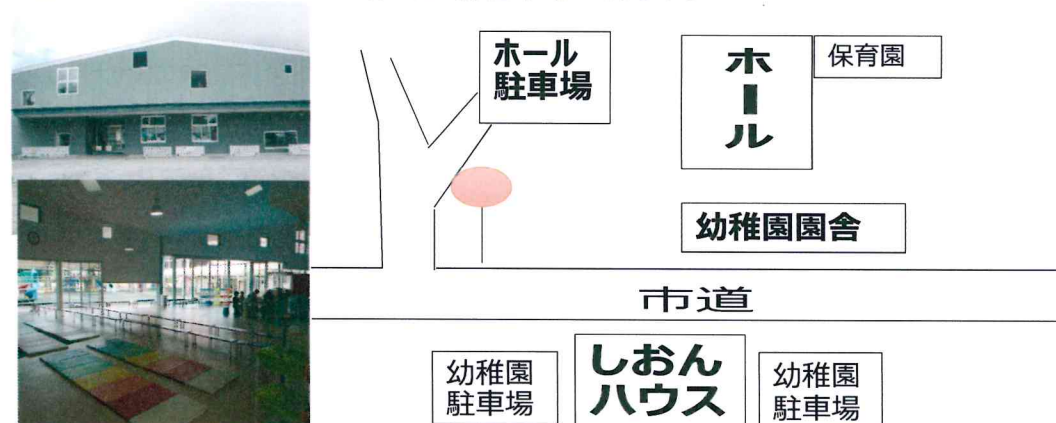 ホール
駐車場
ホール
保育園
幼稚園園舎
市道
幼稚園
駐車場
しおん
ハウス
幼稚園
駐車場